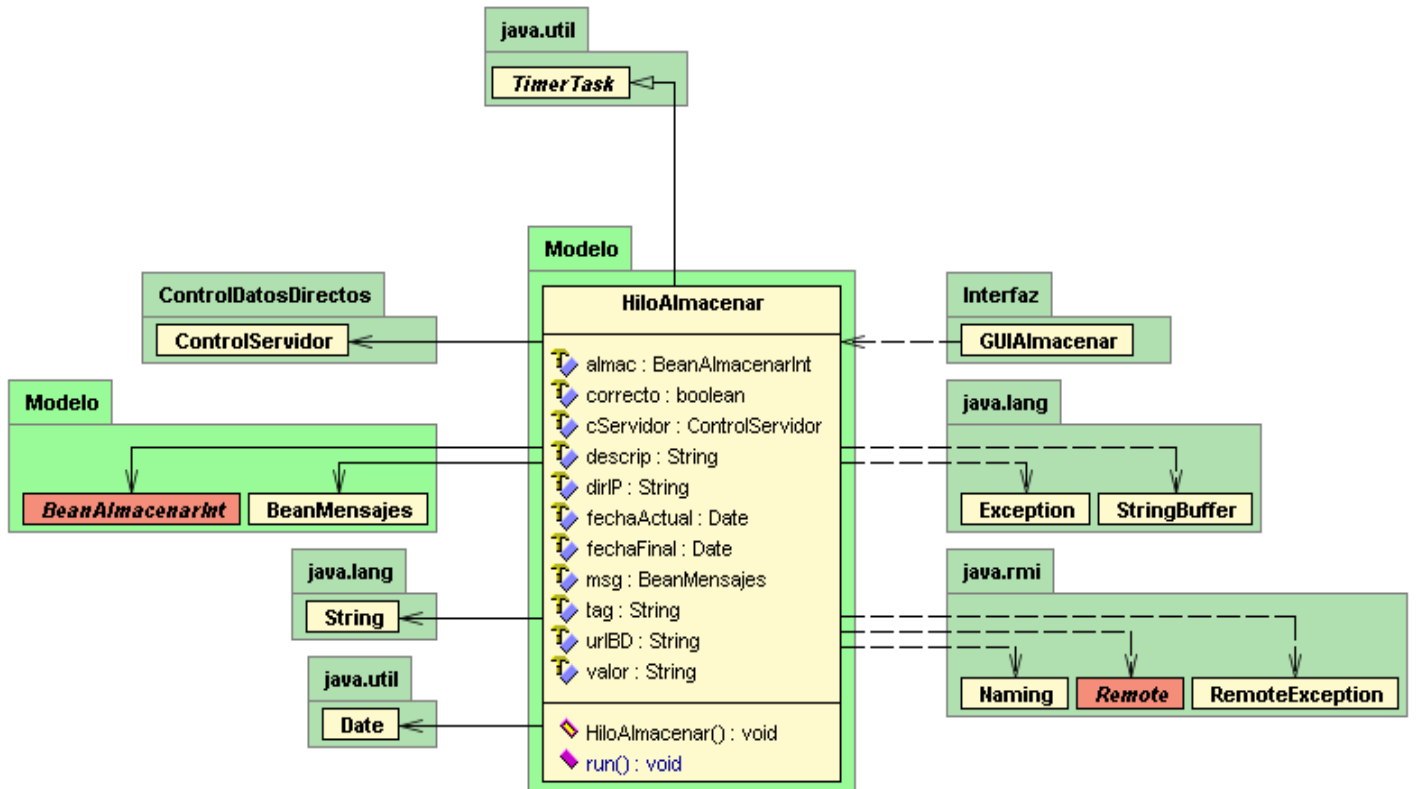 java.util
TimerTask
Modelo
HiloAlmacenar
almac : BeanAlmacenarInt
correcto : boolean
cServidor : ControlServidor
descrip : String
dirIP : String
fechaActual : Date
fechaFinal : Date
msg : BeanMensajes
tag : String
urlBD : String
valor : String
HiloAlmacenar() : void
run() : void
ControlDatosDirectos
ControlServidor
Modelo
BeanAlmacenarInt
BeanMensajes
java.lang
String
java.util
Date
Interfaz
GUIAlmacenar
java.lang
Exception
StringBuffer
java.rmi
Naming
Remote
RemoteException